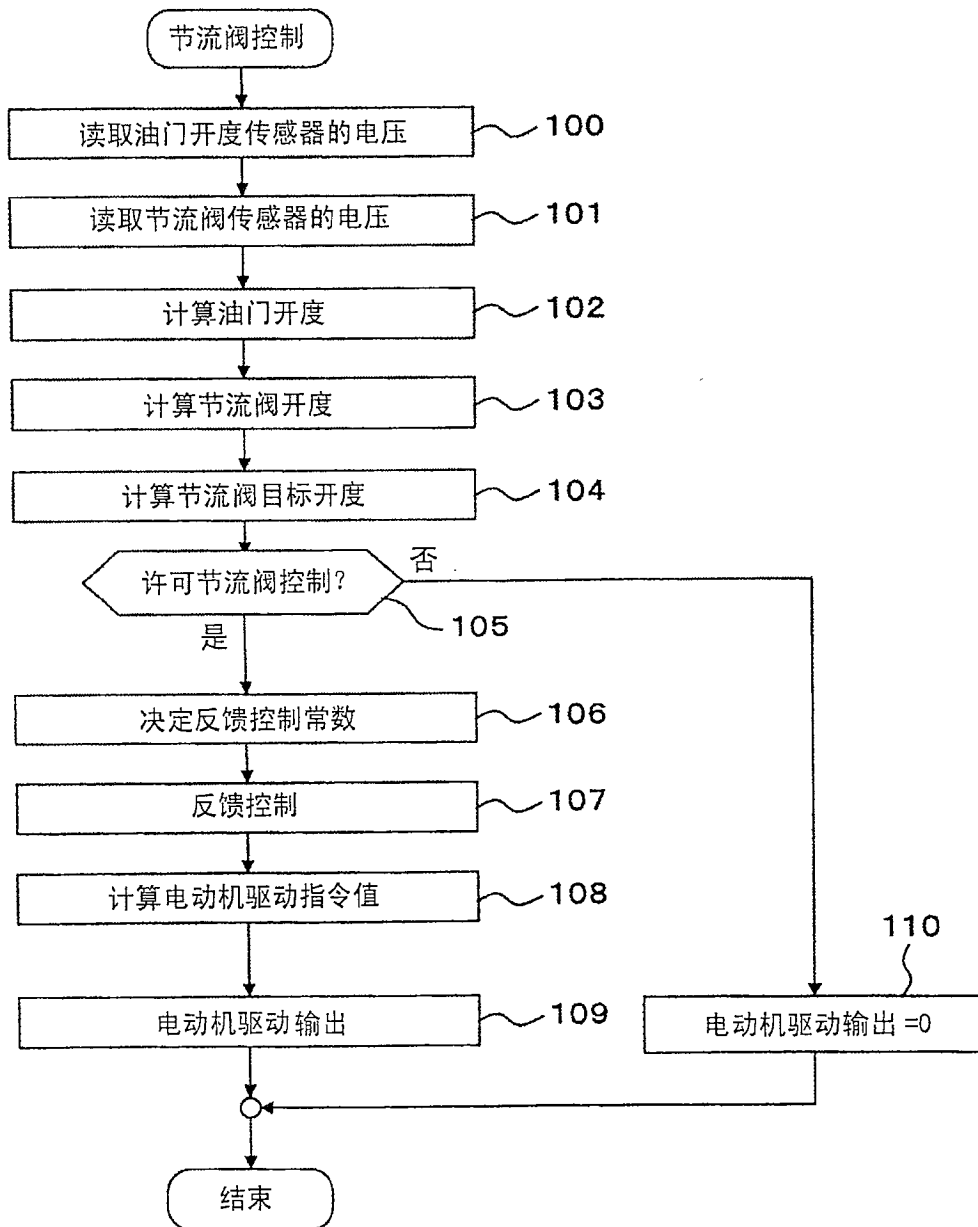 节流阀控制
读取油门开度传感器的电压
100
读取节流阀传感器的电压
101
计算油门开度
102
计算节流阀开度
103
计算节流阀目标开度
104
许可节流阀控制?
否
105
是
决定反馈控制常数
106
反馈控制
107
计算电动机驱动指令值
108
110
电动机驱动输出
109
电动机驱动输出=0
结束